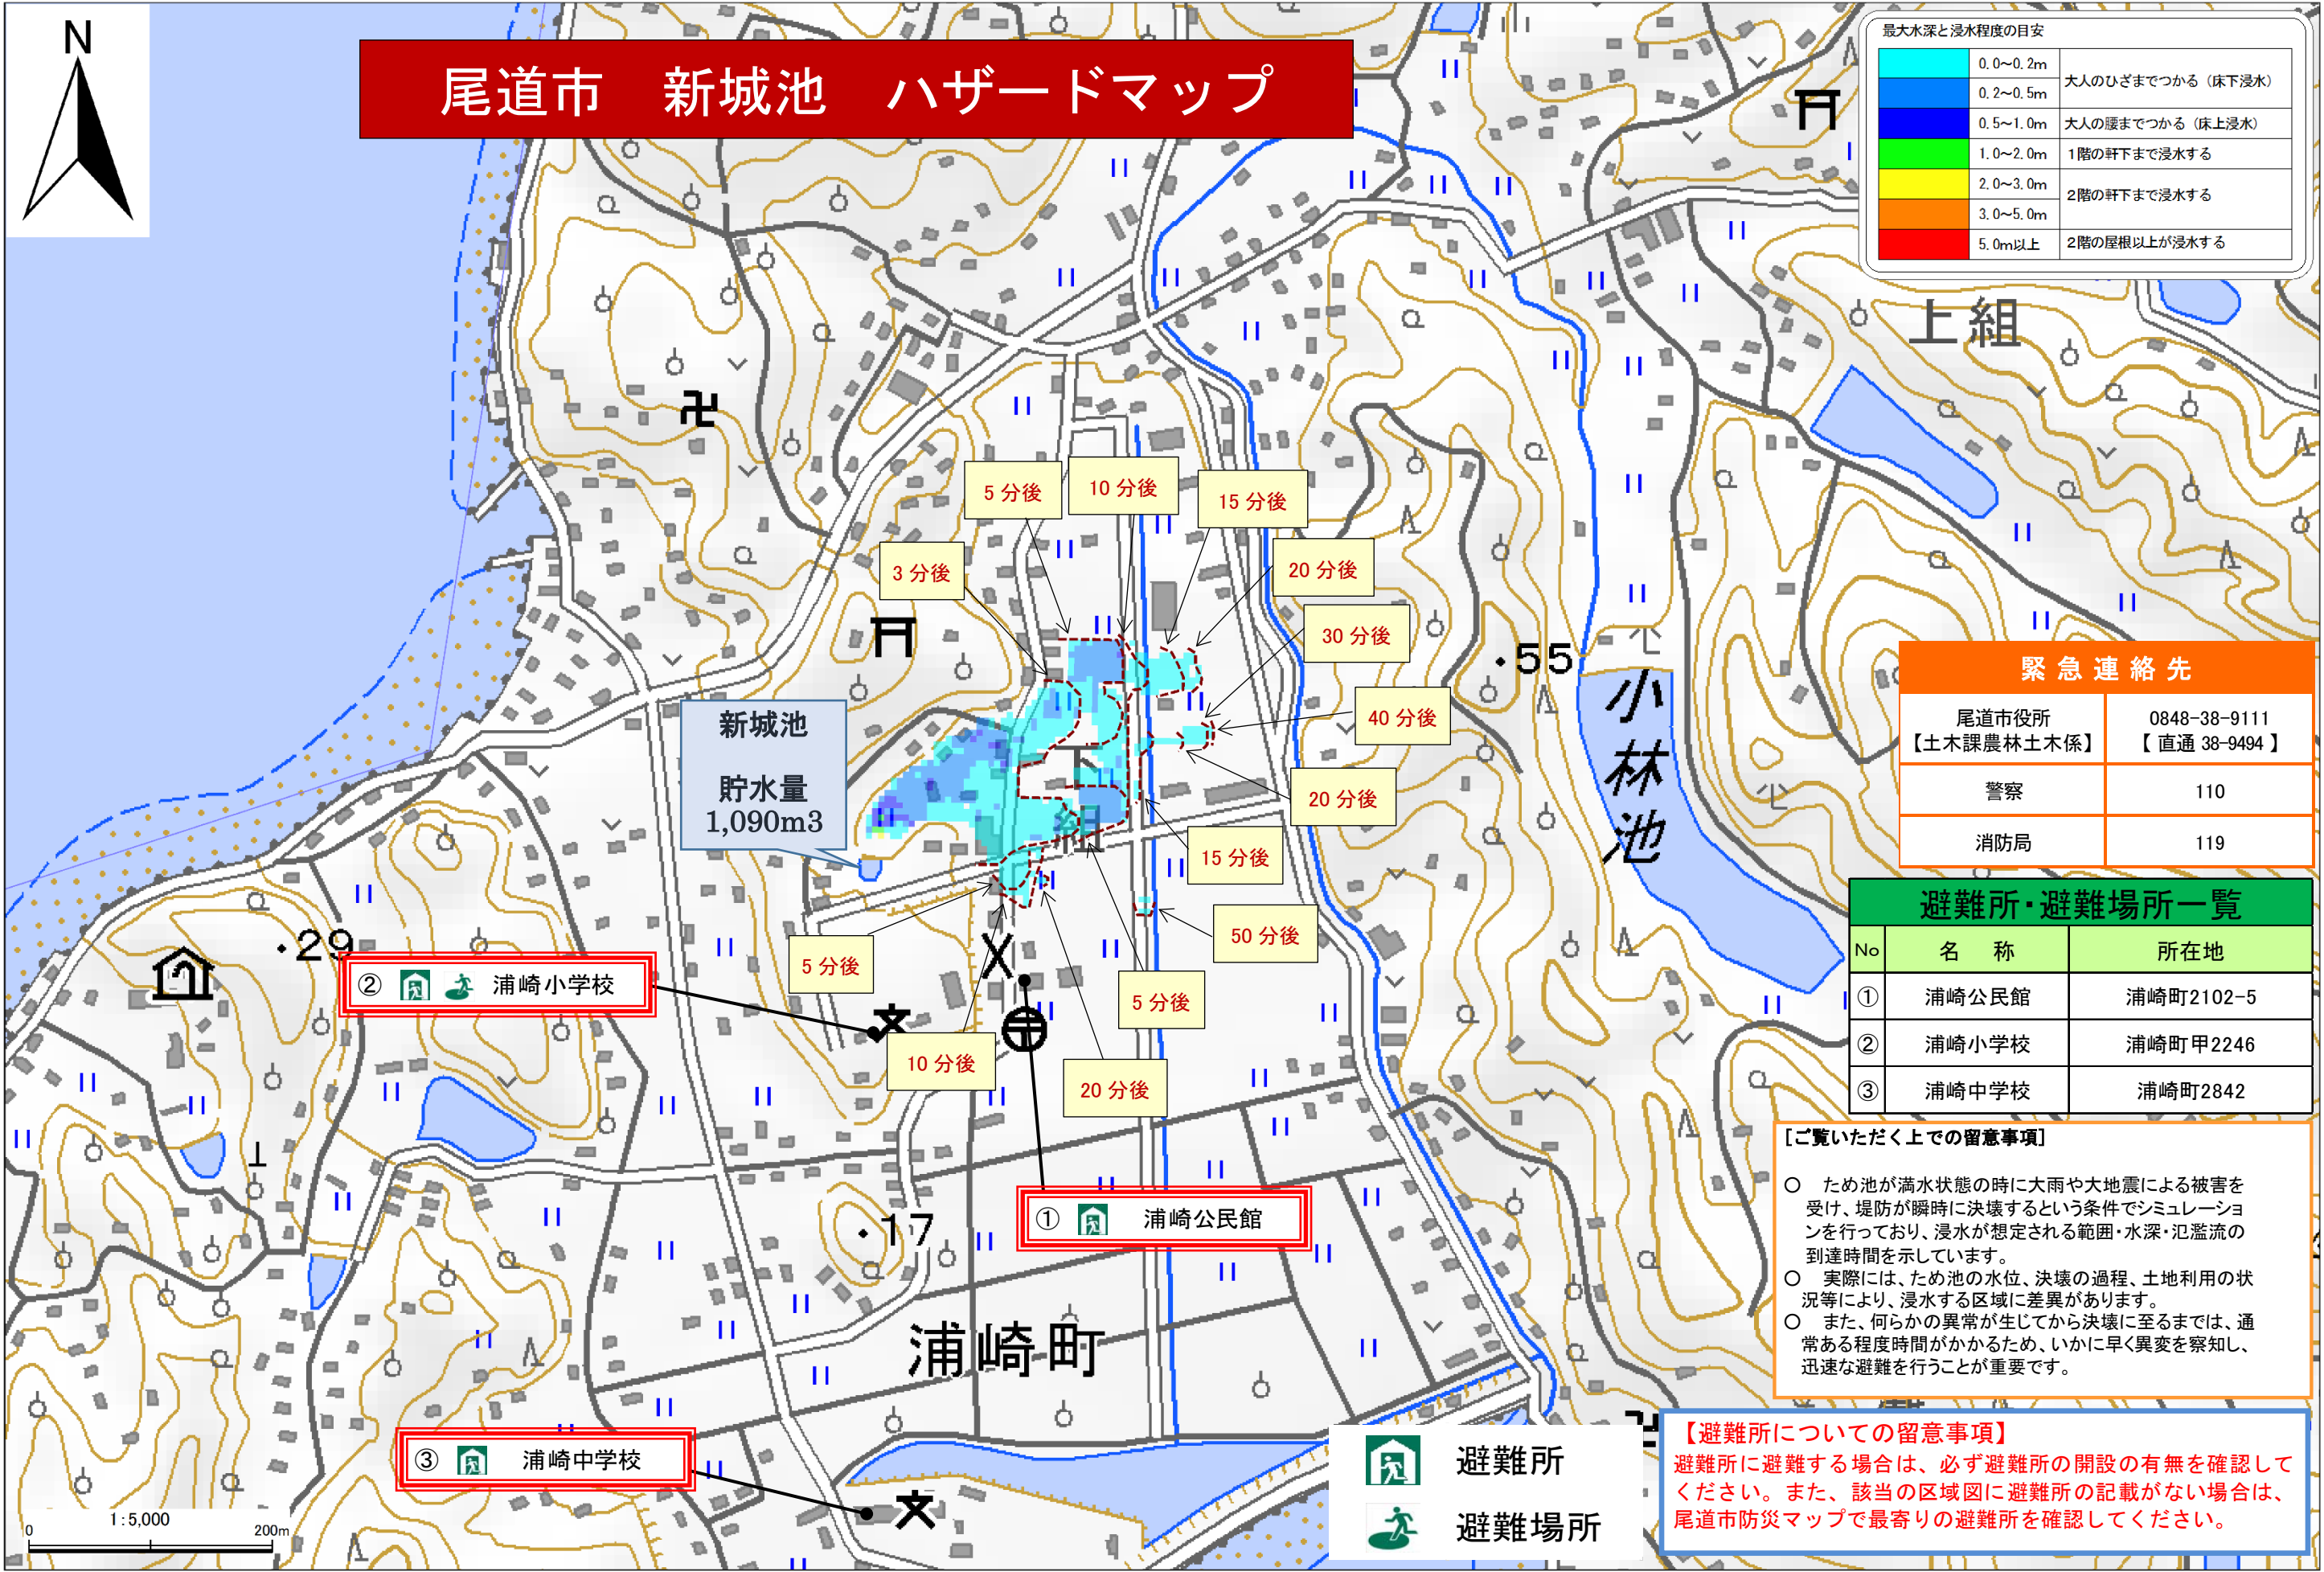 N
尾道市　新城池　ハザードマップ
最大水深と浸水程度の目安
0.0～0.2m
大人のひざまでつかる（床下浸水）
0.2～0.5m
0.5～1.0m 大人の腰までつかる（床上浸水）
1.0～2.0m 1階の軒下まで浸水する
2.0～3.0m
2階の軒下まで浸水する
3.0～5.0m
5.0m以上 2階の屋根以上が浸水する
上組
5 分後
10 分後
15 分後
3 分後
20 分後
30 分後
40 分後
20 分後
15 分後
50 分後
5 分後
5 分後
10 分後
20 分後
新城池
貯水量
1,090m3
・55
小林池
下組
・29
・17
浦崎町
② 浦崎小学校
① 浦崎公民館
③ 浦崎中学校
緊急連絡先
尾道市役所
【土木課農林土木係】
0848-38-9111
【 直通 38-9494 】
警察 110
消防局 119
避難所・避難場所一覧
No 名　称 所在地
① 浦崎公民館 浦崎町2102-5
② 浦崎小学校 浦崎町甲2246
③ 浦崎中学校 浦崎町2842
［ご覧いただく上での留意事項］
○　ため池が満水状態の時に大雨や大地震による被害を
受け、堤防が瞬時に決壊するという条件でシミュレーショ
ンを行っており、浸水が想定される範囲・水深・氾濫流の
到達時間を示しています。
○　実際には、ため池の水位、決壊の過程、土地利用の状
況等により、浸水する区域に差異があります。
○　また、何らかの異常が生じてから決壊に至るまでは、通
常ある程度時間がかかるため、いかに早く異変を察知し、
迅速な避難を行うことが重要です。
避難所
避難場所
【避難所についての留意事項】
避難所に避難する場合は、必ず避難所の開設の有無を確認して
ください。また、該当の区域図に避難所の記載がない場合は、
尾道市防災マップで最寄りの避難所を確認してください。
1:5,000
0 200m